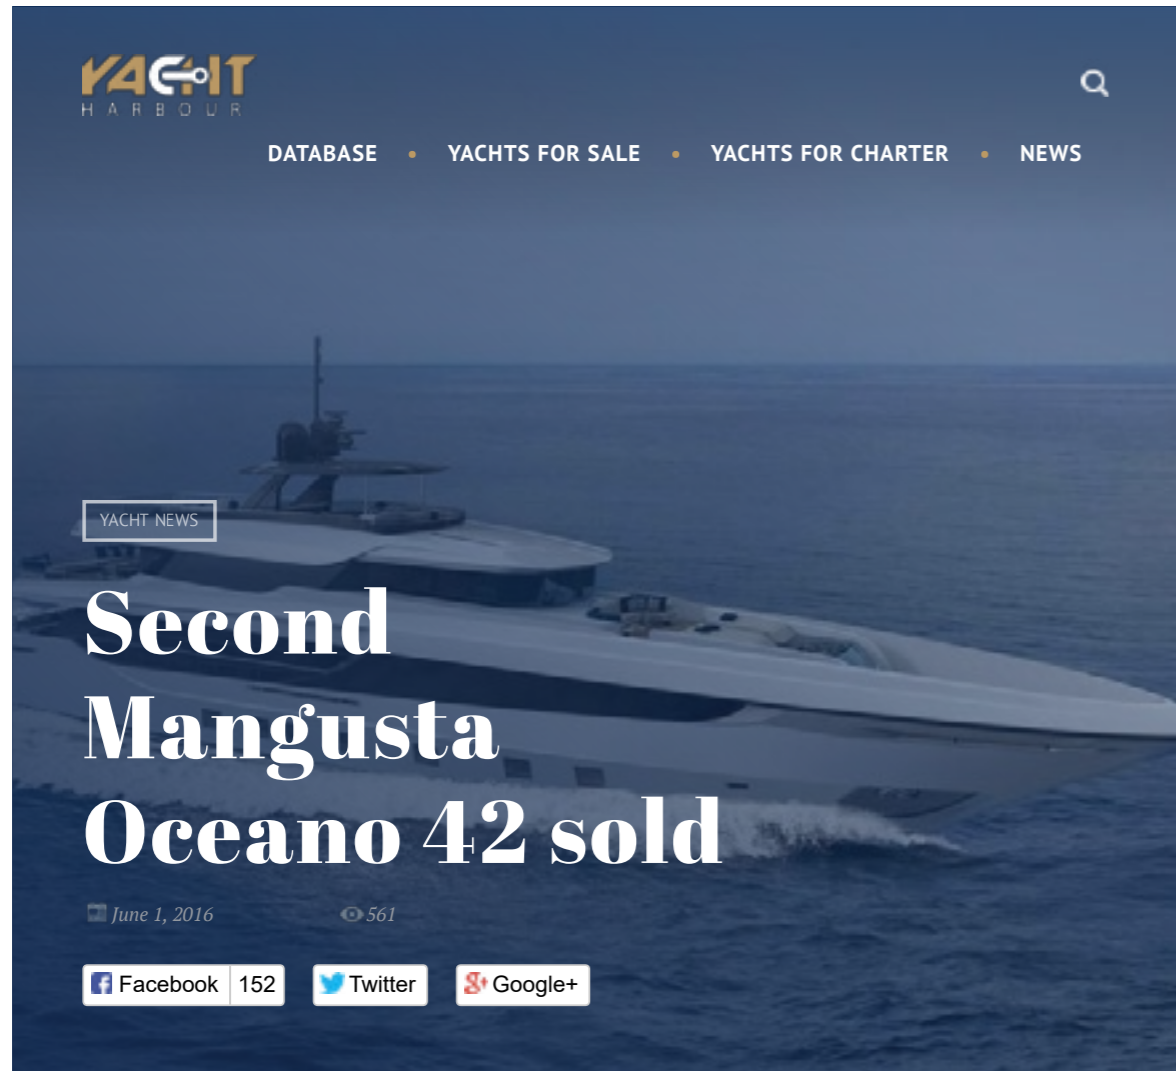 YACHT
HARBOUR
DATABASE • YACHTS FOR SALE • YACHTS FOR CHARTER • NEWS
YACHT NEWS
Second
Mangusta
Oceano 42 sold
June 1, 2016 561
Facebook 152 Twitter Google+